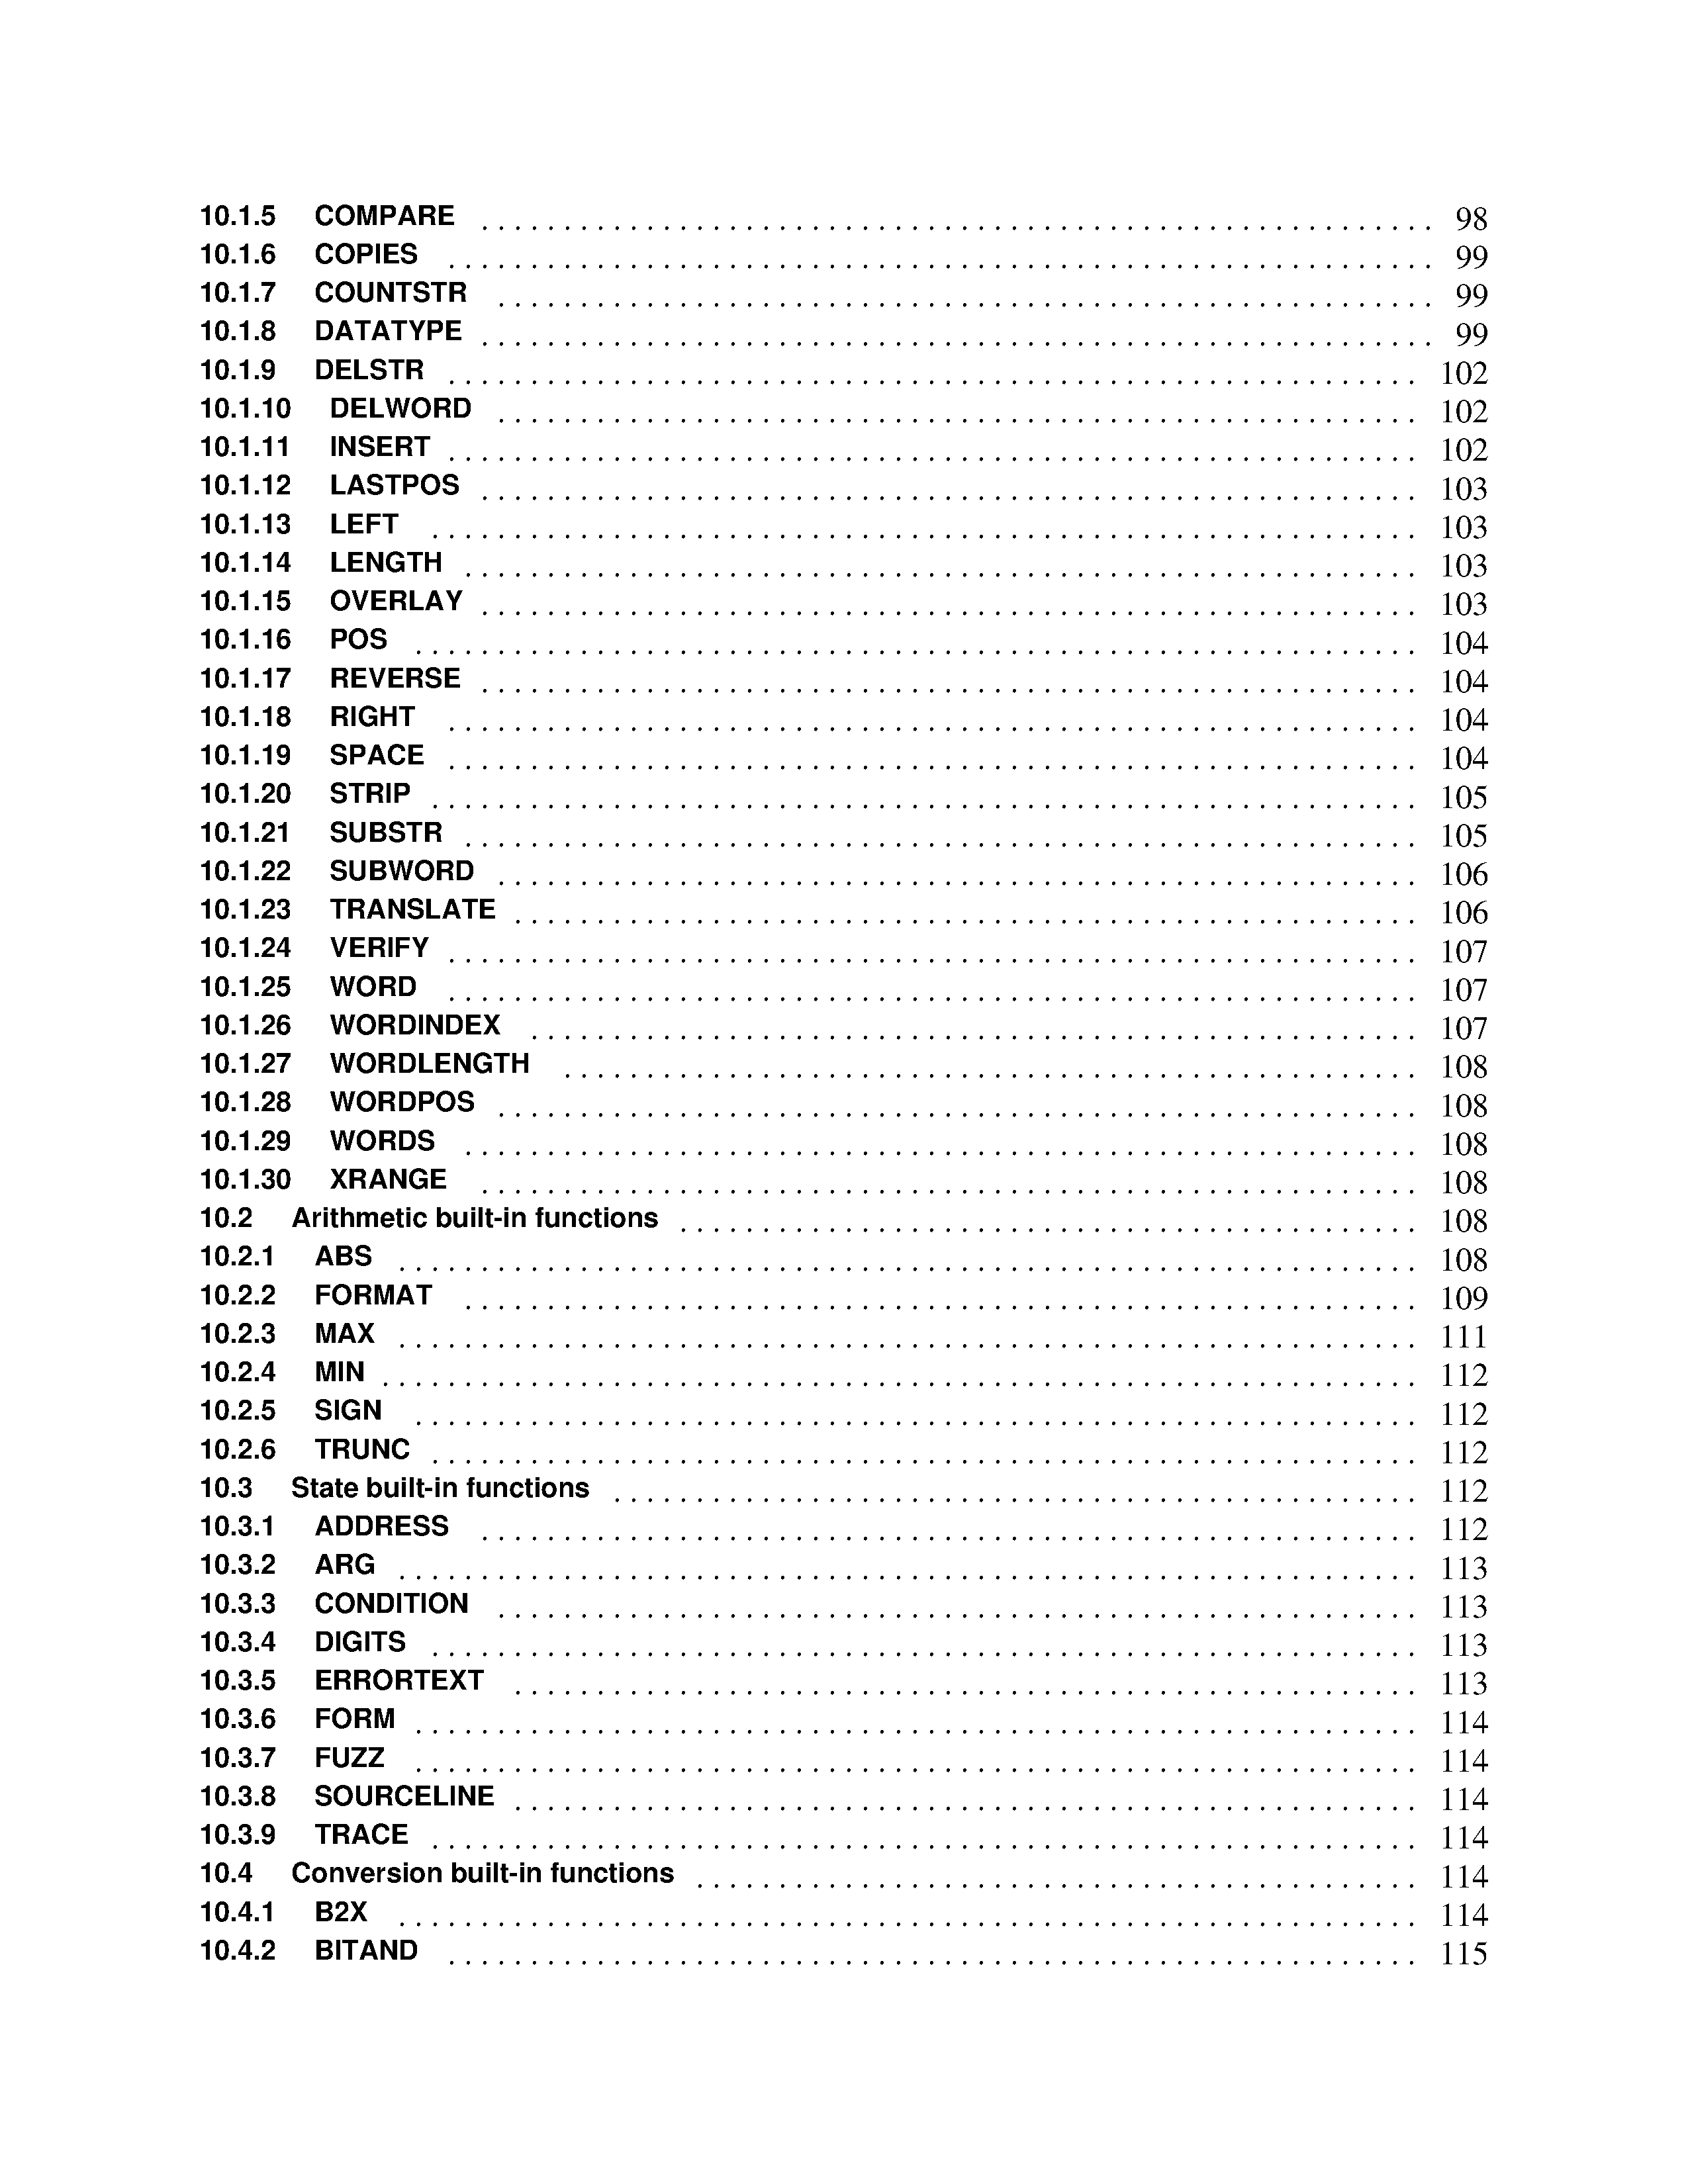 10.1.5 COMPARE . . . . . . . . . . . . . . . . . . . . . . . . . . . . . . . . . . . . . . . . . . . . . . . . . . . . . . . . . . 98
10.1.6 COPIES . . . . . . . . . . . . . . . . . . . . . . . . . . . . . . . . . . . . . . . . . . . . . . . . . . . . . . . . . . . . 99
10.1.7 COUNTSTR . . . . . . . . . . . . . . . . . . . . . . . . . . . . . . . . . . . . . . . . . . . . . . . . . . . . . . . . . 99
10.1.8 DATATYPE . . . . . . . . . . . . . . . . . . . . . . . . . . . . . . . . . . . . . . . . . . . . . . . . . . . . . . . . . . 99
10.1.9 DELSTR . . . . . . . . . . . . . . . . . . . . . . . . . . . . . . . . . . . . . . . . . . . . . . . . . . . . . . . . . . . 102
10.1.10 DELWORD . . . . . . . . . . . . . . . . . . . . . . . . . . . . . . . . . . . . . . . . . . . . . . . . . . . . . . . . 102
10.1.11 INSERT . . . . . . . . . . . . . . . . . . . . . . . . . . . . . . . . . . . . . . . . . . . . . . . . . . . . . . . . . . . 102
10.1.12 LASTPOS . . . . . . . . . . . . . . . . . . . . . . . . . . . . . . . . . . . . . . . . . . . . . . . . . . . . . . . . . 103
10.1.13 LEFT . . . . . . . . . . . . . . . . . . . . . . . . . . . . . . . . . . . . . . . . . . . . . . . . . . . . . . . . . . . . 103
10.1.14 LENGTH . . . . . . . . . . . . . . . . . . . . . . . . . . . . . . . . . . . . . . . . . . . . . . . . . . . . . . . . . . 103
10.1.15 OVERLAY . . . . . . . . . . . . . . . . . . . . . . . . . . . . . . . . . . . . . . . . . . . . . . . . . . . . . . . . . 103
10.1.16 POS . . . . . . . . . . . . . . . . . . . . . . . . . . . . . . . . . . . . . . . . . . . . . . . . . . . . . . . . . . . . . 104
10.1.17 REVERSE . . . . . . . . . . . . . . . . . . . . . . . . . . . . . . . . . . . . . . . . . . . . . . . . . . . . . . . . . 104
10.1.18 RIGHT . . . . . . . . . . . . . . . . . . . . . . . . . . . . . . . . . . . . . . . . . . . . . . . . . . . . . . . . . . . 104
10.1.19 SPACE . . . . . . . . . . . . . . . . . . . . . . . . . . . . . . . . . . . . . . . . . . . . . . . . . . . . . . . . . . . 104
10.1.20 STRIP . . . . . . . . . . . . . . . . . . . . . . . . . . . . . . . . . . . . . . . . . . . . . . . . . . . . . . . . . . . . 105
10.1.21 SUBSTR . . . . . . . . . . . . . . . . . . . . . . . . . . . . . . . . . . . . . . . . . . . . . . . . . . . . . . . . . . 105
10.1.22 SUBWORD . . . . . . . . . . . . . . . . . . . . . . . . . . . . . . . . . . . . . . . . . . . . . . . . . . . . . . . . 106
10.1.23 TRANSLATE . . . . . . . . . . . . . . . . . . . . . . . . . . . . . . . . . . . . . . . . . . . . . . . . . . . . . . . 106
10.1.24 VERIFY . . . . . . . . . . . . . . . . . . . . . . . . . . . . . . . . . . . . . . . . . . . . . . . . . . . . . . . . . . . 107
10.1.25 WORD . . . . . . . . . . . . . . . . . . . . . . . . . . . . . . . . . . . . . . . . . . . . . . . . . . . . . . . . . . . 107
10.1.26 WORDINDEX . . . . . . . . . . . . . . . . . . . . . . . . . . . . . . . . . . . . . . . . . . . . . . . . . . . . . . 107
10.1.27 WORDLENGTH . . . . . . . . . . . . . . . . . . . . . . . . . . . . . . . . . . . . . . . . . . . . . . . . . . . . 108
10.1.28 WORDPOS . . . . . . . . . . . . . . . . . . . . . . . . . . . . . . . . . . . . . . . . . . . . . . . . . . . . . . . . 108
10.1.29 WORDS . . . . . . . . . . . . . . . . . . . . . . . . . . . . . . . . . . . . . . . . . . . . . . . . . . . . . . . . . . 108
10.1.30 XRANGE . . . . . . . . . . . . . . . . . . . . . . . . . . . . . . . . . . . . . . . . . . . . . . . . . . . . . . . . . 108
10.2 Arithmetic built-in functions . . . . . . . . . . . . . . . . . . . . . . . . . . . . . . . . . . . . . . . . . . . . . 108
10.2.1 ABS . . . . . . . . . . . . . . . . . . . . . . . . . . . . . . . . . . . . . . . . . . . . . . . . . . . . . . . . . . . . . . 108
10.2.2 FORMAT . . . . . . . . . . . . . . . . . . . . . . . . . . . . . . . . . . . . . . . . . . . . . . . . . . . . . . . . . . 109
10.2.3 MAX . . . . . . . . . . . . . . . . . . . . . . . . . . . . . . . . . . . . . . . . . . . . . . . . . . . . . . . . . . . . . . 111
10.2.4 MIN . . . . . . . . . . . . . . . . . . . . . . . . . . . . . . . . . . . . . . . . . . . . . . . . . . . . . . . . . . . . . . . 112
10.2.5 SIGN . . . . . . . . . . . . . . . . . . . . . . . . . . . . . . . . . . . . . . . . . . . . . . . . . . . . . . . . . . . . . 112
10.2.6 TRUNC . . . . . . . . . . . . . . . . . . . . . . . . . . . . . . . . . . . . . . . . . . . . . . . . . . . . . . . . . . . . 112
10.3 State built-in functions . . . . . . . . . . . . . . . . . . . . . . . . . . . . . . . . . . . . . . . . . . . . . . . . . 112
10.3.1 ADDRESS . . . . . . . . . . . . . . . . . . . . . . . . . . . . . . . . . . . . . . . . . . . . . . . . . . . . . . . . . 112
10.3.2 ARG . . . . . . . . . . . . . . . . . . . . . . . . . . . . . . . . . . . . . . . . . . . . . . . . . . . . . . . . . . . . . . 113
10.3.3 CONDITION . . . . . . . . . . . . . . . . . . . . . . . . . . . . . . . . . . . . . . . . . . . . . . . . . . . . . . . . 113
10.3.4 DIGITS . . . . . . . . . . . . . . . . . . . . . . . . . . . . . . . . . . . . . . . . . . . . . . . . . . . . . . . . . . . . 113
10.3.5 ERRORTEXT . . . . . . . . . . . . . . . . . . . . . . . . . . . . . . . . . . . . . . . . . . . . . . . . . . . . . . . 113
10.3.6 FORM . . . . . . . . . . . . . . . . . . . . . . . . . . . . . . . . . . . . . . . . . . . . . . . . . . . . . . . . . . . . . 114
10.3.7 FUZZ . . . . . . . . . . . . . . . . . . . . . . . . . . . . . . . . . . . . . . . . . . . . . . . . . . . . . . . . . . . . . 114
10.3.8 SOURCELINE . . . . . . . . . . . . . . . . . . . . . . . . . . . . . . . . . . . . . . . . . . . . . . . . . . . . . . . 114
10.3.9 TRACE . . . . . . . . . . . . . . . . . . . . . . . . . . . . . . . . . . . . . . . . . . . . . . . . . . . . . . . . . . . . 114
10.4 Conversion built-in functions . . . . . . . . . . . . . . . . . . . . . . . . . . . . . . . . . . . . . . . . . . . . 114
10.4.1 B2X . . . . . . . . . . . . . . . . . . . . . . . . . . . . . . . . . . . . . . . . . . . . . . . . . . . . . . . . . . . . . . 114
10.4.2 BITAND . . . . . . . . . . . . . . . . . . . . . . . . . . . . . . . . . . . . . . . . . . . . . . . . . . . . . . . . . . . 115